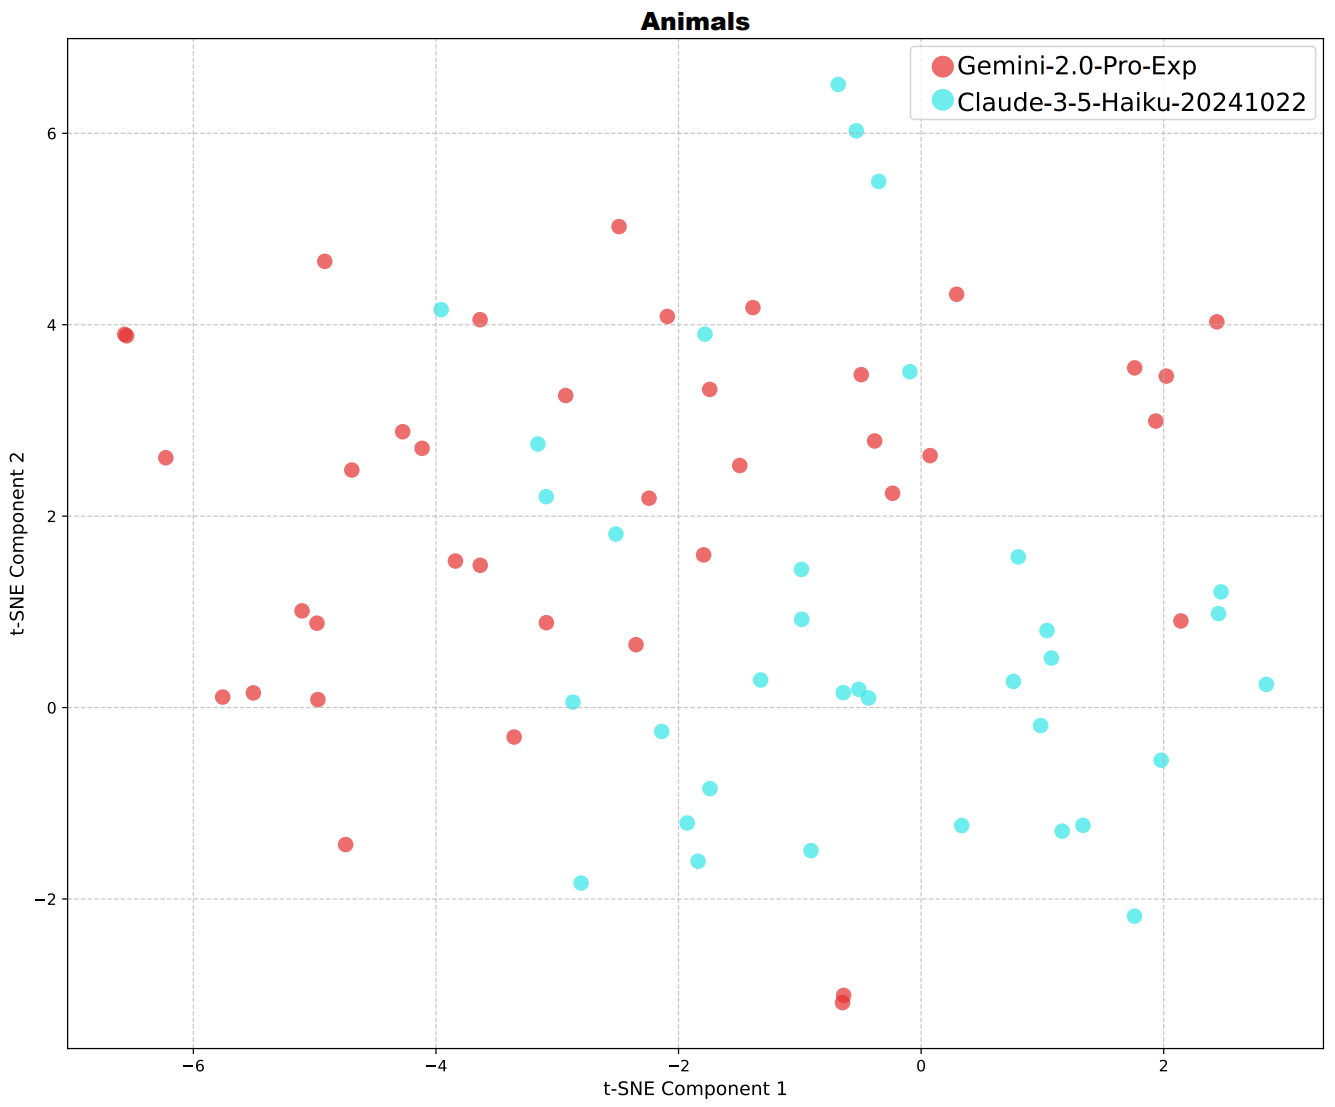 Animals
Gemini-2.0-Pro-Exp
Claude-3-5-Haiku-20241022
6
4
2
0
−2
t-SNE Component 2
−6
−4
−2
0
2
t-SNE Component 1